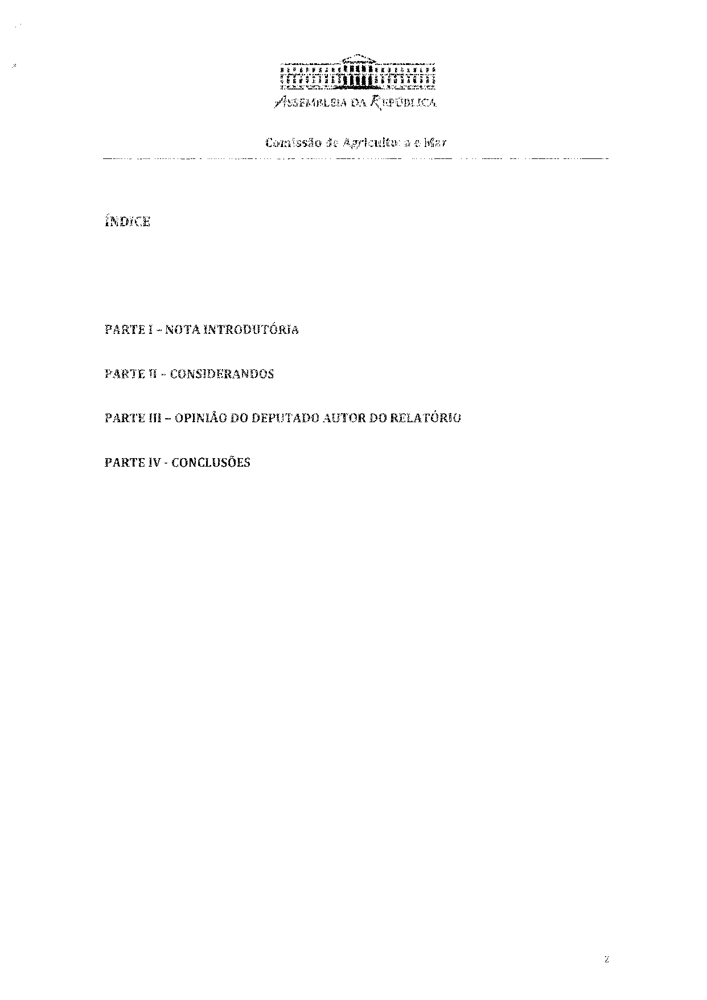 ASSEMBLEIA DA REPÚBLICA
Comissão de Agricultura e Mar
ÍNDICE
PARTE I – NOTA INTRODUTÓRIA
PARTE II – CONSIDERANDOS
PARTE III – OPINIÃO DO DEPUTADO AUTOR DO RELATÓRIO
PARTE IV - CONCLUSÕES
2